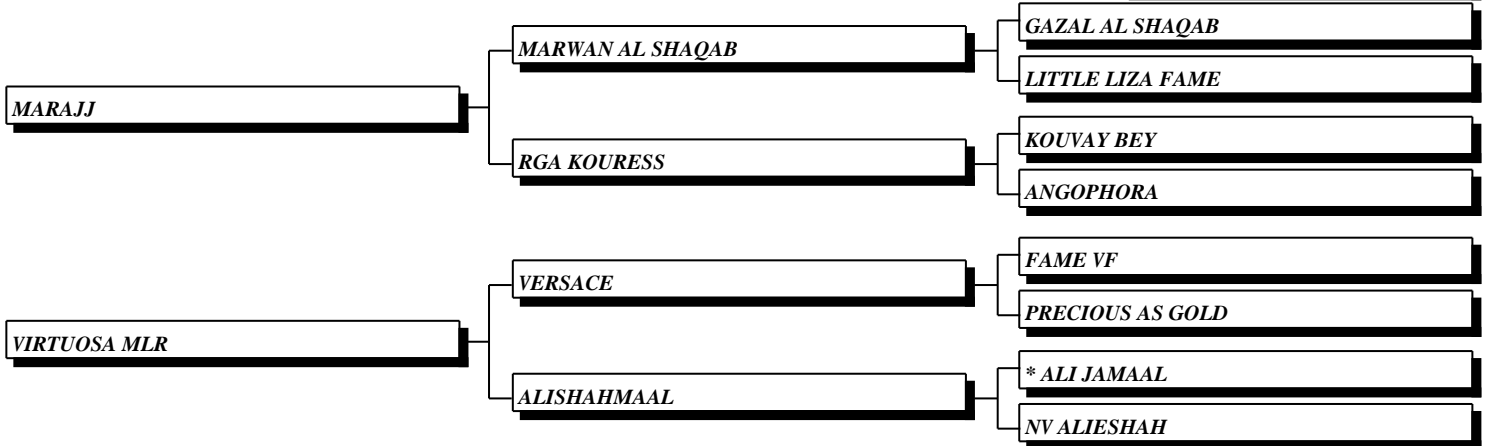 GAZAL AL SHAQAB
MARWAN AL SHAQAB
LITTLE LIZA FAME
MARAJJ
KOUVAY BEY
RGA KOURESS
ANGOPHORA
FAME VF
VERSACE
PRECIOUS AS GOLD
VIRTUOSA MLR
* ALI JAMAAL
ALISHAHMAAL
NV ALIESHAH